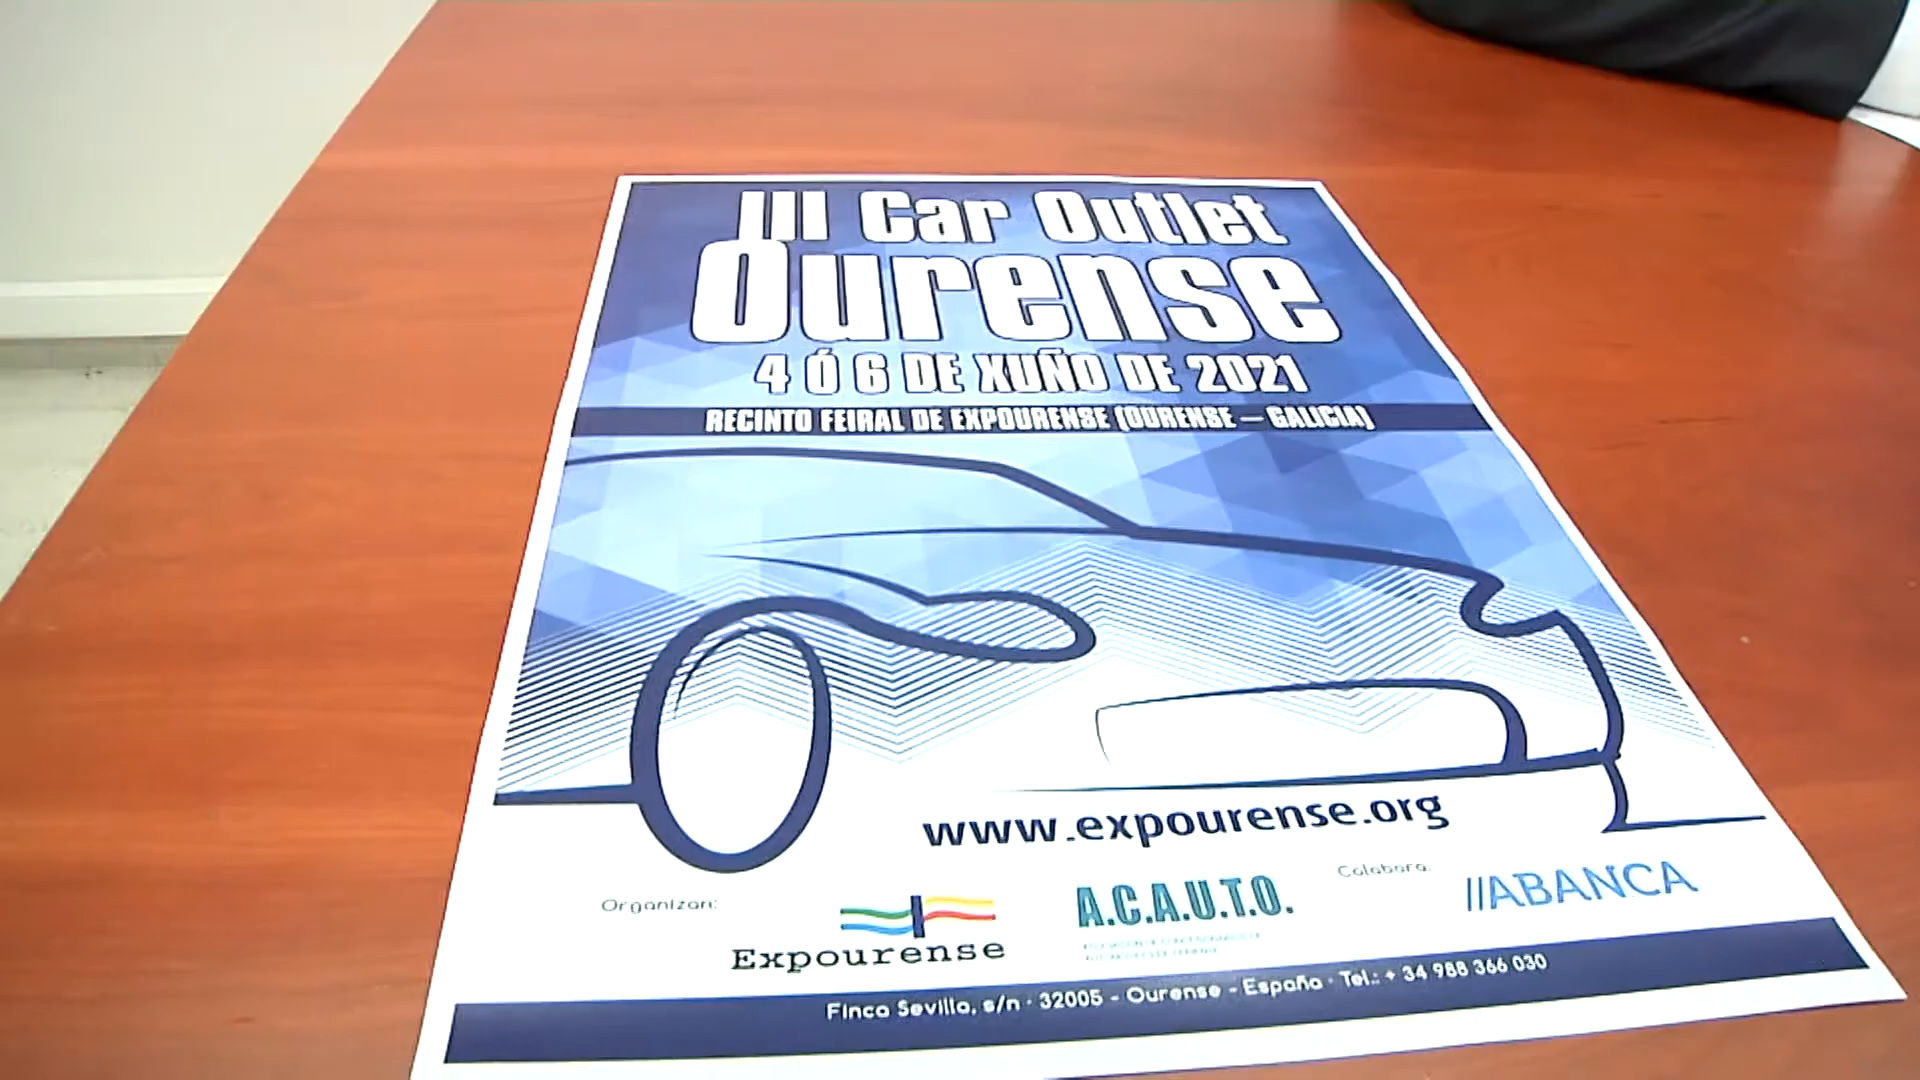 III Car Outlet
Ourense
4 Ó 6 DE XUÑO DE 2021
RECINTO FEIRAL DE EXPOURENSE (OURENSE – GALICIA)
www.expourense.org
Organizan:
Expourense
A.C.A.U.T.O.
Colabora:
//ABANCA
Finca Sevilla, s/n · 32005 - Ourense - España · Tel.: + 34 988 366 030